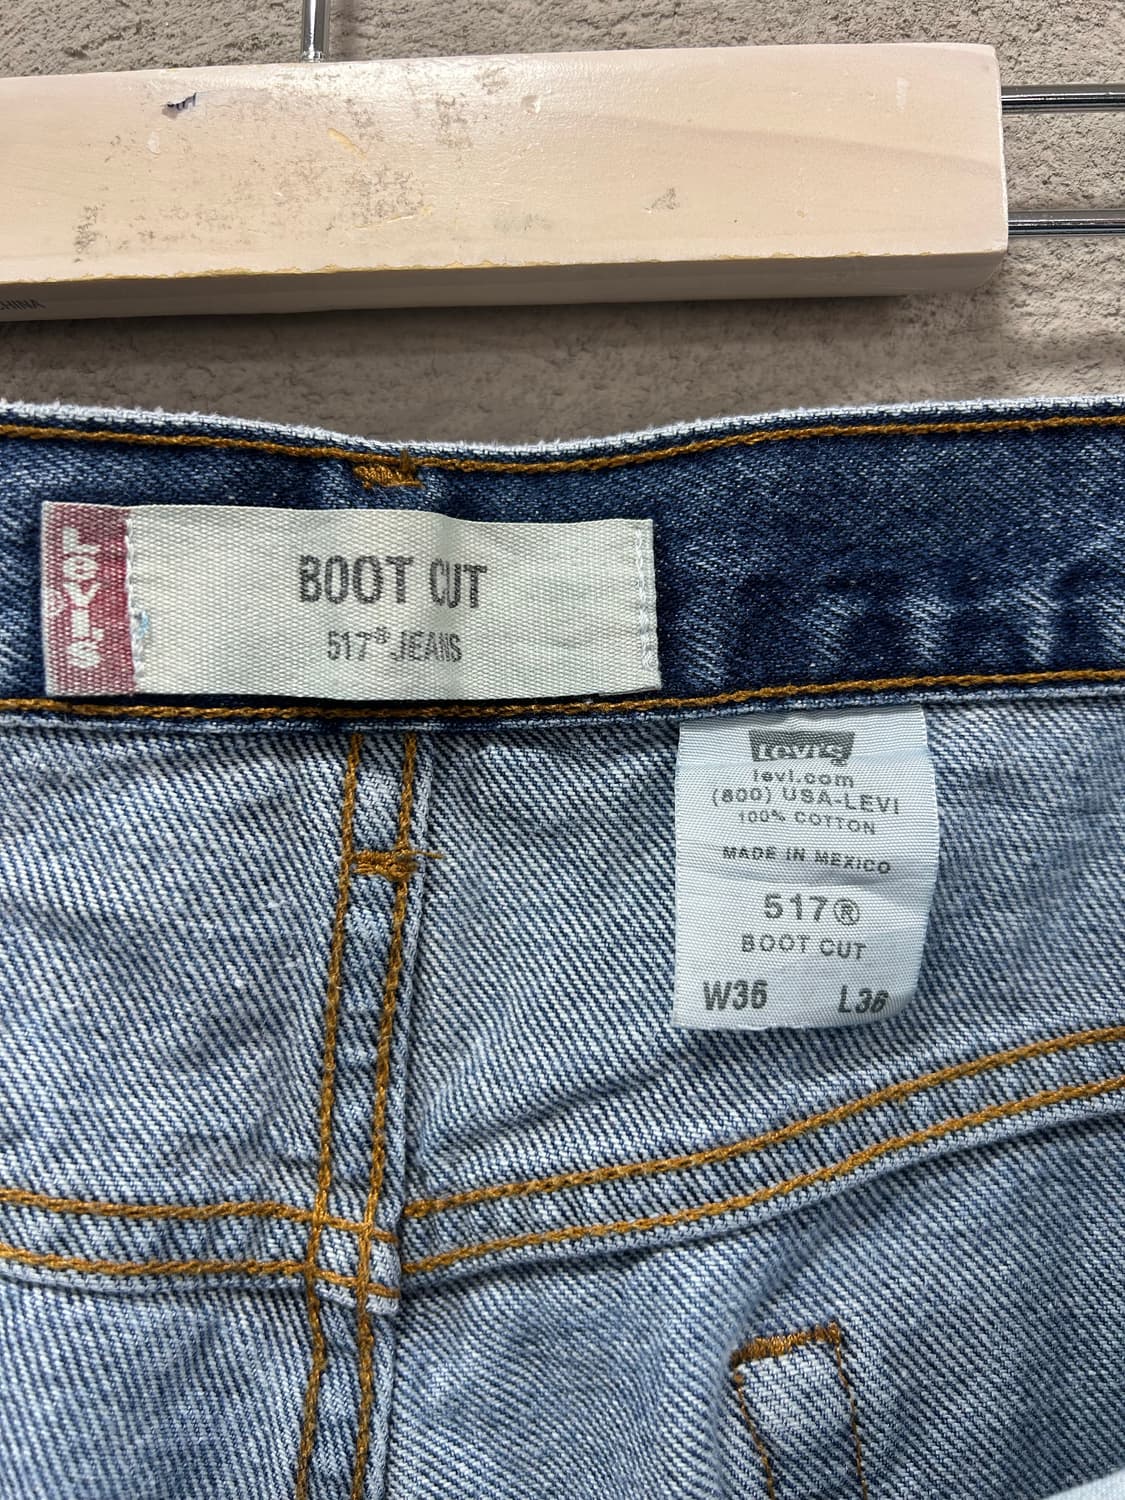 CHINA
Levi's
BOOT CUT
517® JEANS
Levi's
levi.com
(800) USA-LEVI
100% COTTON
MADE IN MEXICO
517®
BOOT CUT
W36 L36